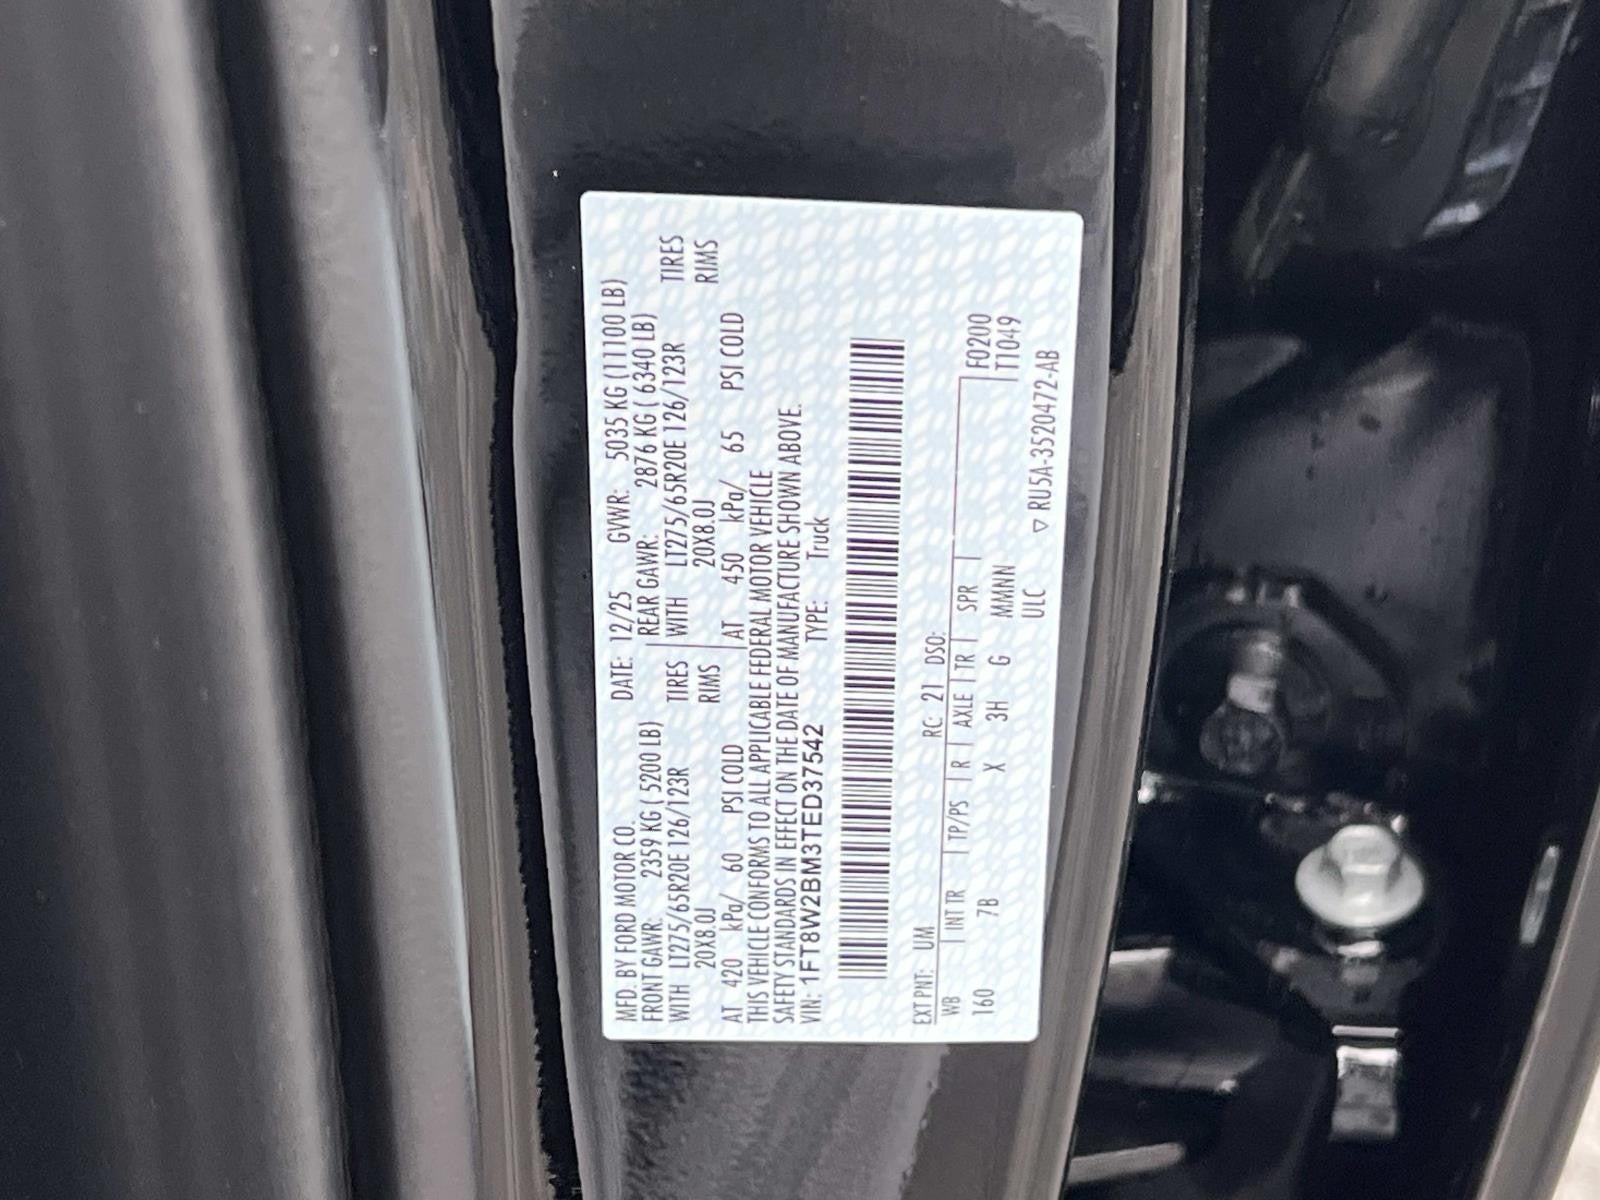 MFD. BY FORD MOTOR CO. DATE: 12/25 GVWR: 5035 KG (11100 LB)
FRONT GAWR: 2359 KG ( 5200 LB) REAR GAWR: 2876 KG ( 6340 LB)
WITH LT275/65R20E 126/123R TIRES WITH LT275/65R20E 126/123R TIRES
20X8.0J RIMS 20X8.0J RIMS
AT 420 kPa/ 60 PSI COLD AT 450 kPa/ 65 PSI COLD
THIS VEHICLE CONFORMS TO ALL APPLICABLE FEDERAL MOTOR VEHICLE
SAFETY STANDARDS IN EFFECT ON THE DATE OF MANUFACTURE SHOWN ABOVE.
VIN: 1FT8W2BM3TED37542 TYPE: Truck
EXT PNT: UM RC: 21 DSO:
WB INT TR TP/PS R AXLE TR SPR F0200
160 7B X 3H G MMNN T1049
ULC
▽ RU5A-3520472-AB